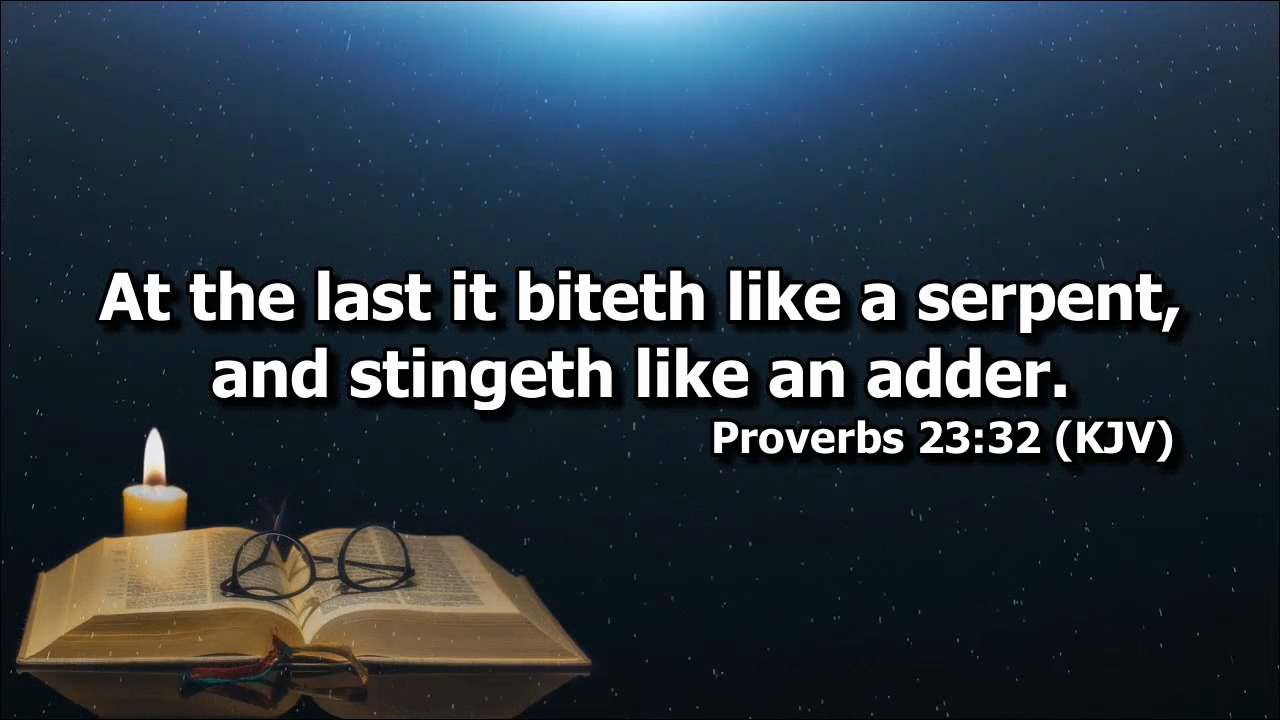 At the last it biteth like a serpent,
and stingeth like an adder.
Proverbs 23:32 (KJV)